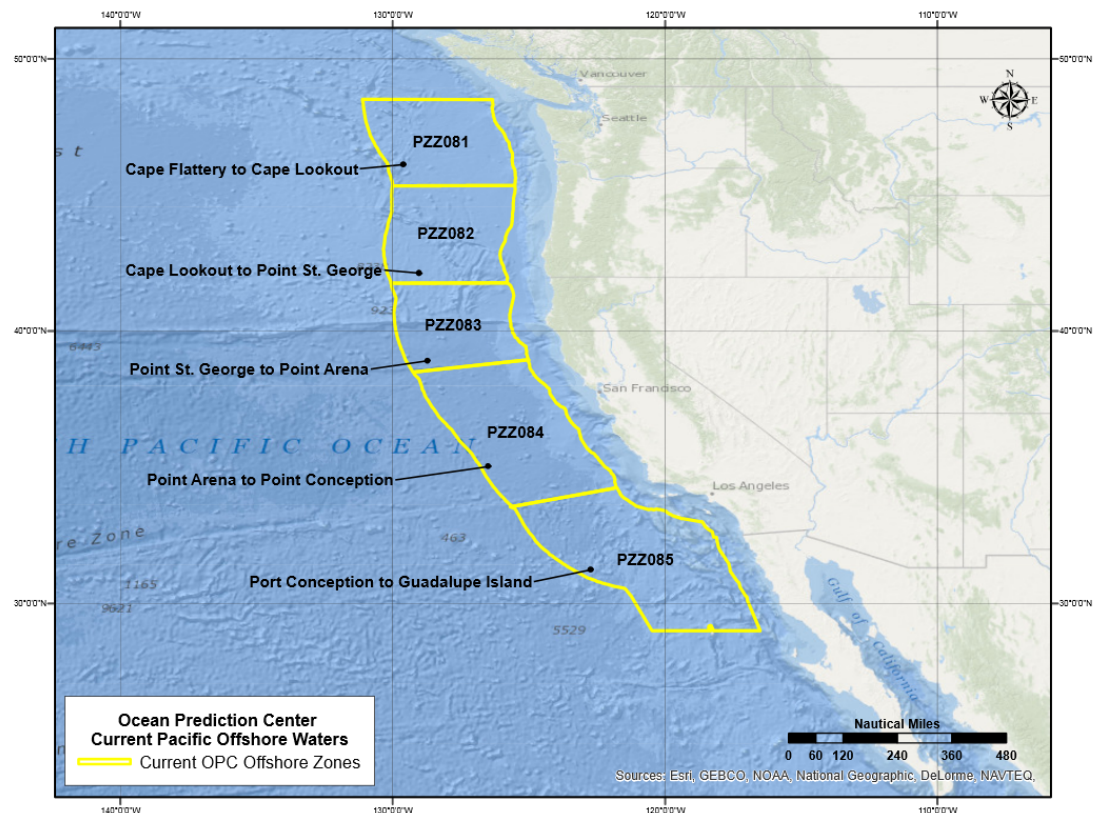 140°0'0"W 130°0'0"W 120°0'0"W 110°0'0"W
50°0'0"N 50°0'0"N
Vancouver
N
W E
S
Seattle
PZZ081
Cape Flattery to Cape Lookout
PZZ082
Cape Lookout to Point St. George
PZZ083
40°0'0"N 40°0'0"N
6443
Point St. George to Point Arena
San Francisco
PZZ084
H PACIFIC OCEAN
Point Arena to Point Conception
Los Angeles
re Zone
463
PZZ085
Port Conception to Guadalupe Island
1165
30°0'0"N 30°0'0"N
5529
Gulf of California
Ocean Prediction Center
Current Pacific Offshore Waters
Current OPC Offshore Zones
Nautical Miles
0 60 120 240 360 480
Sources: Esri, GEBCO, NOAA, National Geographic, DeLorme, NAVTEQ,
140°0'0"W 130°0'0"W 120°0'0"W 110°0'0"W